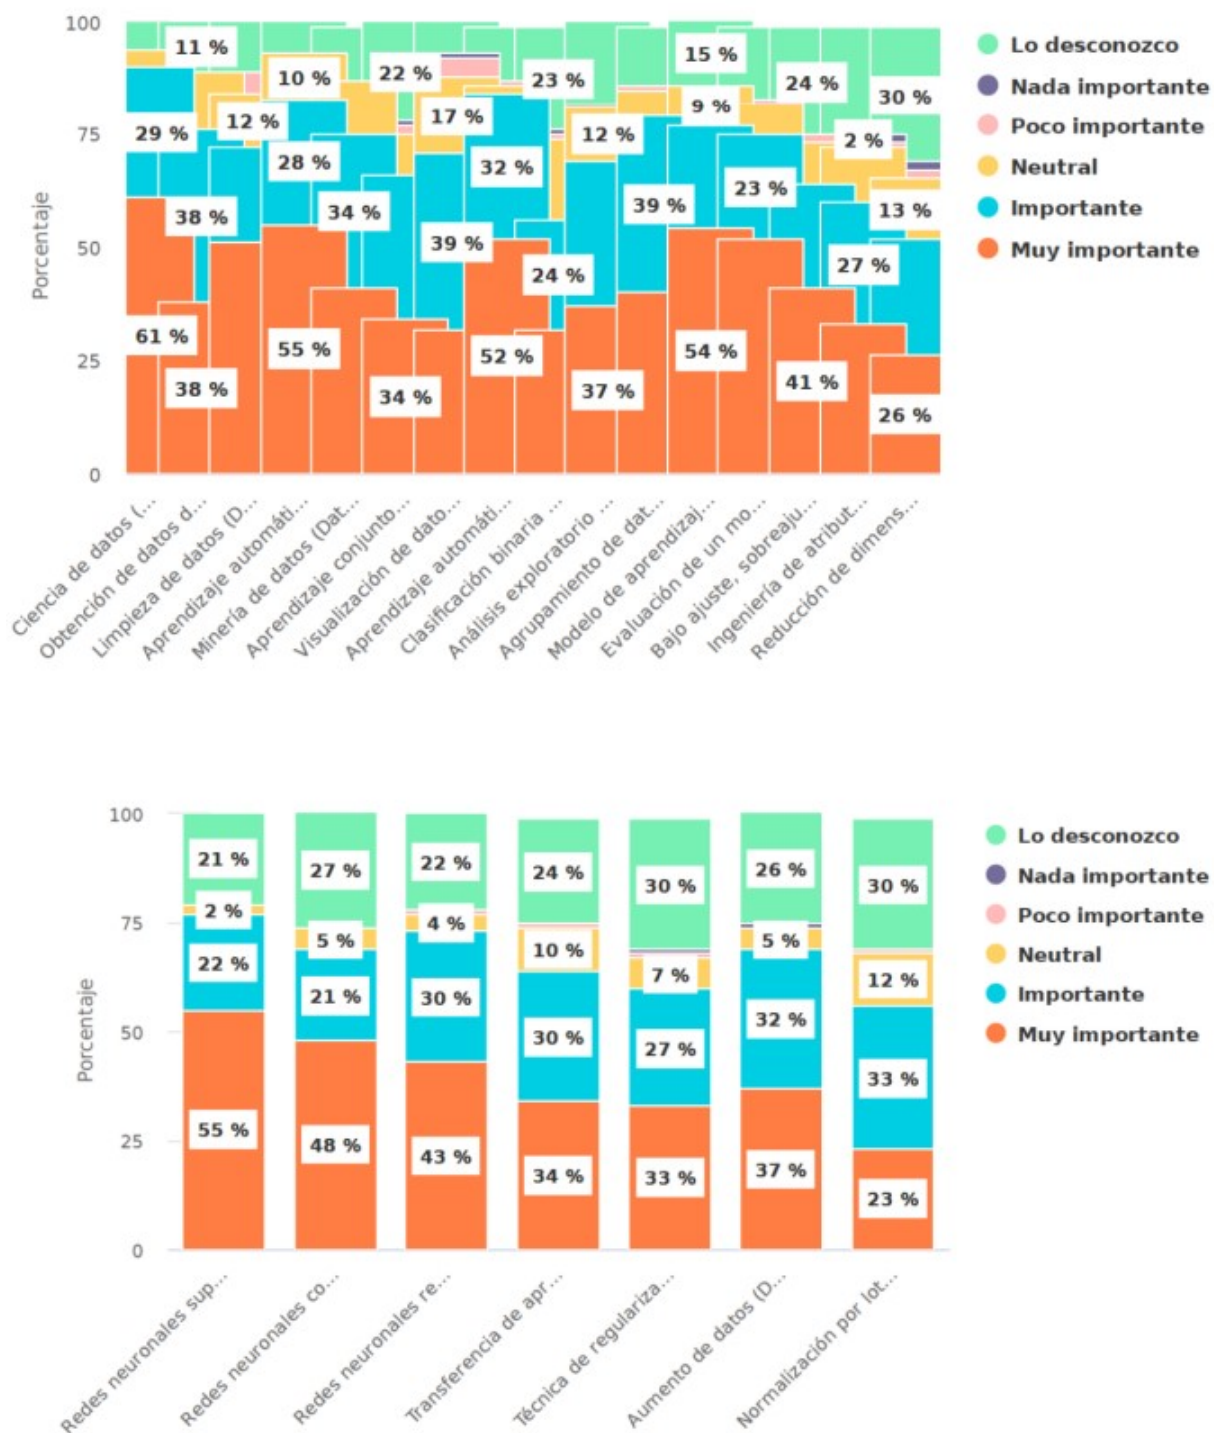 Porcentaje
100
75
50
25
0
11 %
10 %
22 %
23 %
15 %
24 %
30 %
29 %
12 %
28 %
17 %
32 %
12 %
9 %
2 %
38 %
34 %
39 %
24 %
39 %
23 %
27 %
13 %
61 %
38 %
55 %
34 %
52 %
37 %
54 %
41 %
26 %
Ciencia de datos (...
Obtención de datos d...
Limpieza de datos (D...
Aprendizaje automáti...
Minería de datos (Dat...
Aprendizaje conjunto...
Visualización de dato...
Aprendizaje automáti...
Clasificación binaria ...
Análisis exploratorio ...
Agrupamiento de dat...
Modelo de aprendizaj...
Evaluación de un mo...
Bajo ajuste, sobreaju...
Ingeniería de atribut...
Reducción de dimens...
Lo desconozco
Nada importante
Poco importante
Neutral
Importante
Muy importante
Porcentaje
100
75
50
25
0
21 %
2 %
22 %
55 %
27 %
5 %
21 %
48 %
22 %
4 %
30 %
43 %
24 %
10 %
30 %
34 %
30 %
7 %
27 %
33 %
26 %
5 %
32 %
37 %
30 %
12 %
33 %
23 %
Redes neuronales sup...
Redes neuronales co...
Redes neuronales re...
Transferencia de apr...
Técnica de regulariza...
Aumento de datos (D...
Normalización por lot...
Lo desconozco
Nada importante
Poco importante
Neutral
Importante
Muy importante